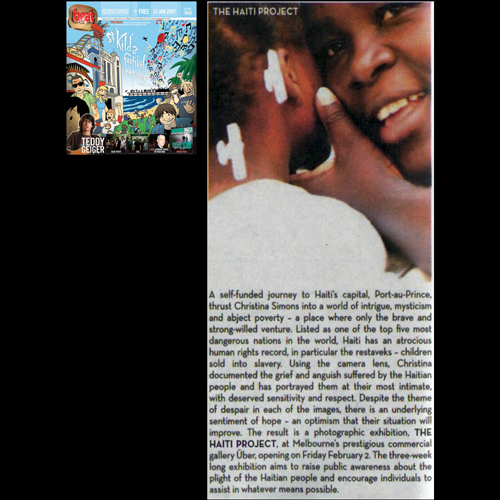 beat
FREE
St Kilda
festival
TEDDY
GEIGER
THE HAITI PROJECT
A self-funded journey to Haiti's capital, Port-au-Prince,
thrust Christina Simons into a world of intrigue, mysticism
and abject poverty – a place where only the brave and
strong-willed venture. Listed as one of the top five most
dangerous nations in the world, Haiti has an atrocious
human rights record, in particular the restaveks – children
sold into slavery. Using the camera lens, Christina
documented the grief and anguish suffered by the Haitian
people and has portrayed them at their most intimate,
with deserved sensitivity and respect. Despite the theme
of despair in each of the images, there is an underlying
sentiment of hope – an optimism that their situation will
improve. The result is a photographic exhibition, THE
HAITI PROJECT, at Melbourne's prestigious commercial
gallery Über, opening on Friday February 2. The three-week
long exhibition aims to raise public awareness about the
plight of the Haitian people and encourage individuals to
assist in whatever means possible.